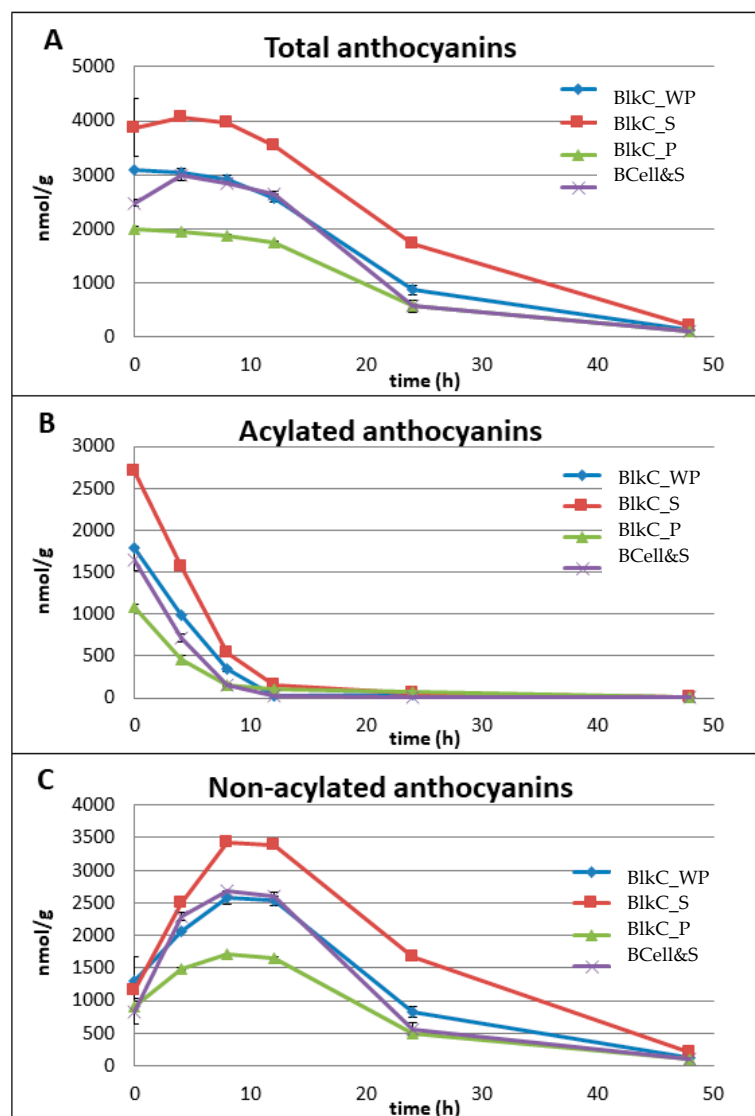 A
Total anthocyanins
5000
4000
3000
2000
1000
0
nmol/g
BlkC_WP
BlkC_S
BlkC_P
BCell&S
0 10 20 30 40 50
time (h)
B
Acylated anthocyanins
3000
2500
2000
1500
1000
500
0
nmol/g
BlkC_WP
BlkC_S
BlkC_P
BCell&S
0 10 20 30 40 50
time (h)
C
Non-acylated anthocyanins
4000
3500
3000
2500
2000
1500
1000
500
0
nmol/g
BlkC_WP
BlkC_S
BlkC_P
BCell&S
0 10 20 30 40 50
time (h)